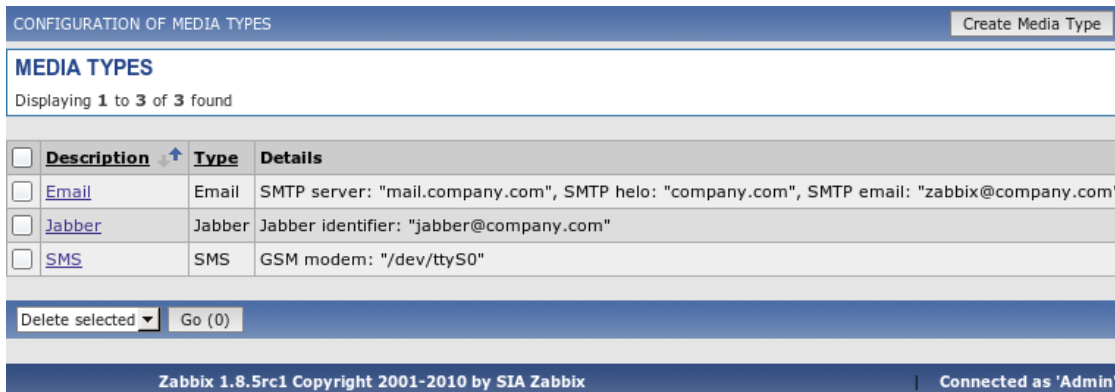 CONFIGURATION OF MEDIA TYPES Create Media Type
MEDIA TYPES
Displaying 1 to 3 of 3 found
Description Type Details
Email Email SMTP server: "mail.company.com", SMTP helo: "company.com", SMTP email: "zabbix@company.com"
Jabber Jabber Jabber identifier: "jabber@company.com"
SMS SMS GSM modem: "/dev/ttyS0"
Delete selected Go (0)
Zabbix 1.8.5rc1 Copyright 2001-2010 by SIA Zabbix | Connected as 'Admin